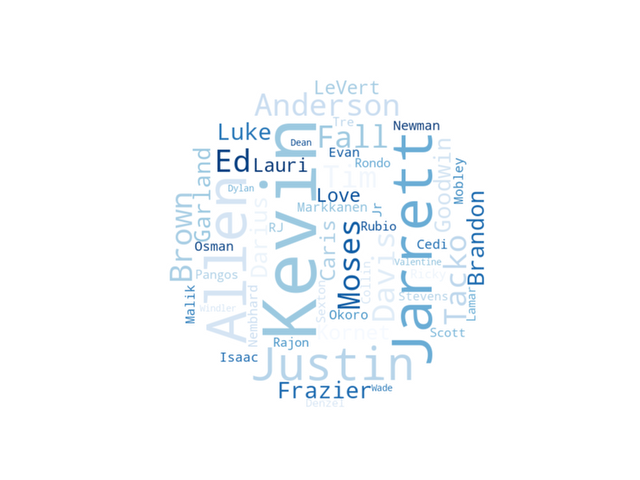 LeVert
Anderson
Tre
Newman
Luke
Fall
Dean
Evan
Ed
Lauri
Rondo
Goodwin
Garland
Tim
Mobley
Dylan
Love
Kevin
Jarrett
Allen
Brown
Darius
Markkanen
Jr
Brandon
RJ
Rubio
Osman
Caris
Moses
Davis
Cedi
Tacko
Valentine
Pangos
Collin
Ricky
Sexton
Stevens
Lamar
Malik
Windler
Nembhard
Okoro
Kornet
Scott
Rajon
Isaac
Justin
Frazier
Wade
Denzel